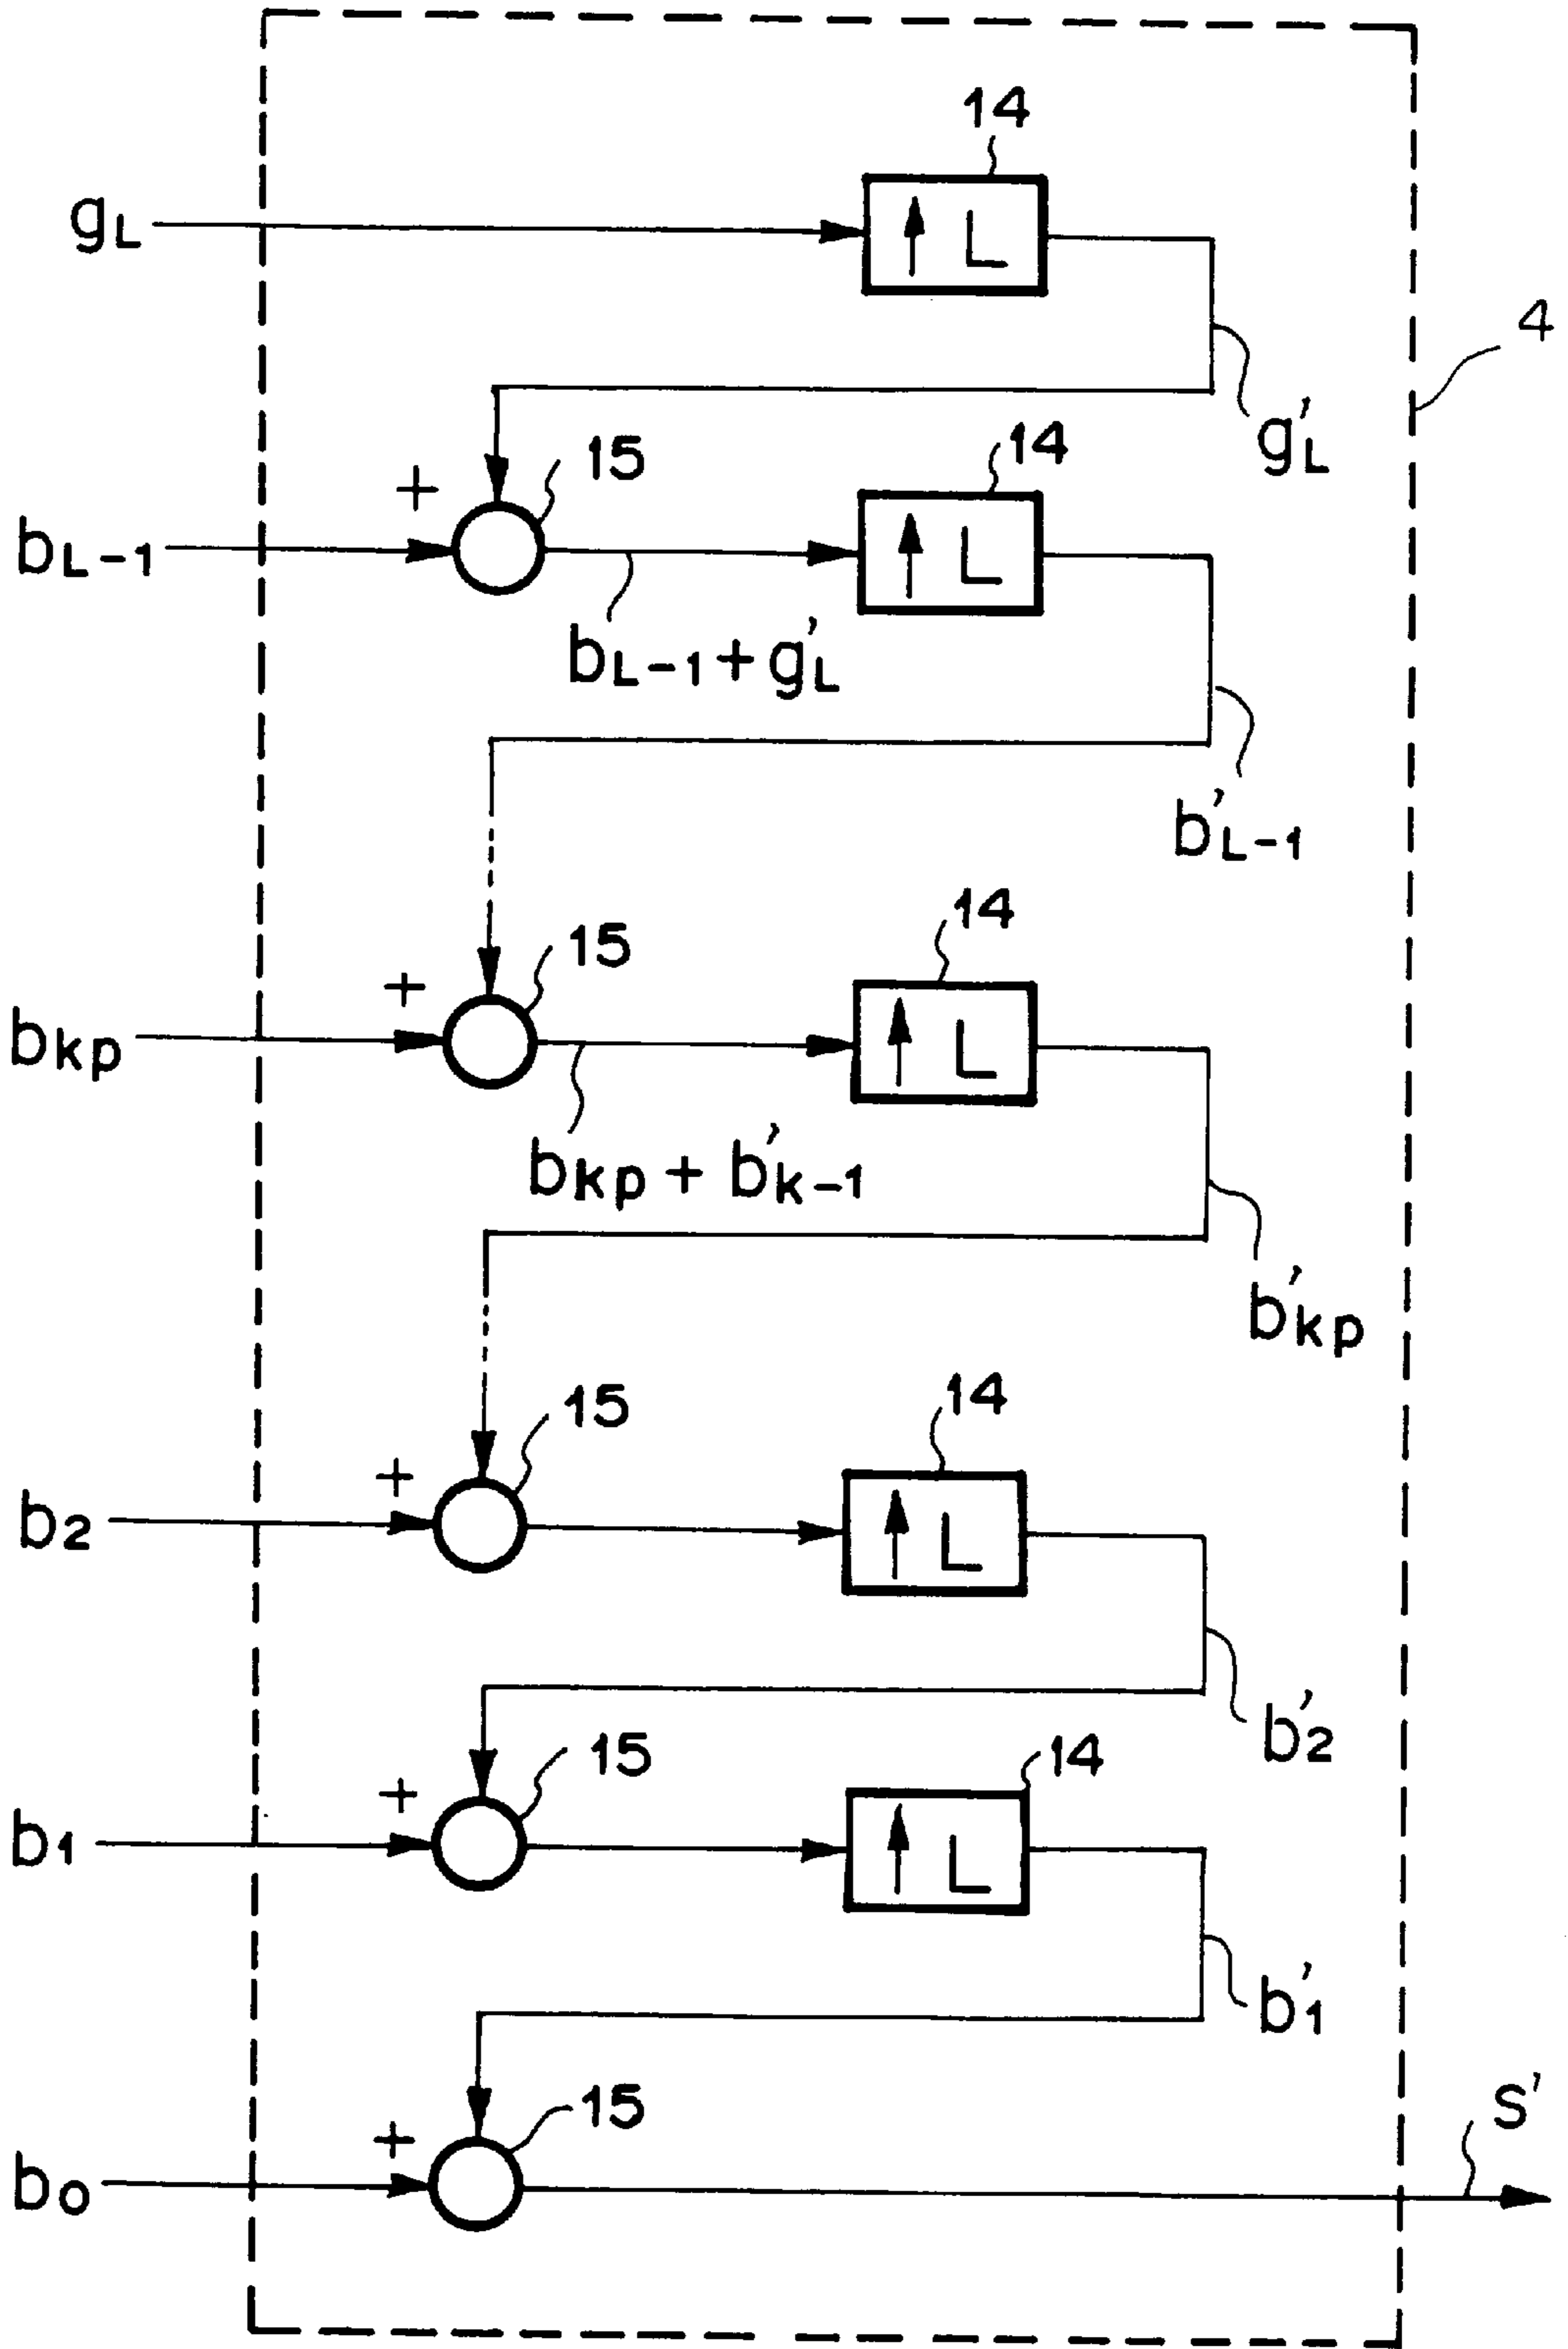 14
gL
↑ L
4
g'L
15
14
+
bL-1
↑ L
bL-1 + g'L
b'L-1
14
15
+
bkp
↑ L
bkp + b'k-1
b'kp
14
15
+
b2
↑ L
b'2
15
14
+
b1
↑ L
b'1
15
s'
+
b0